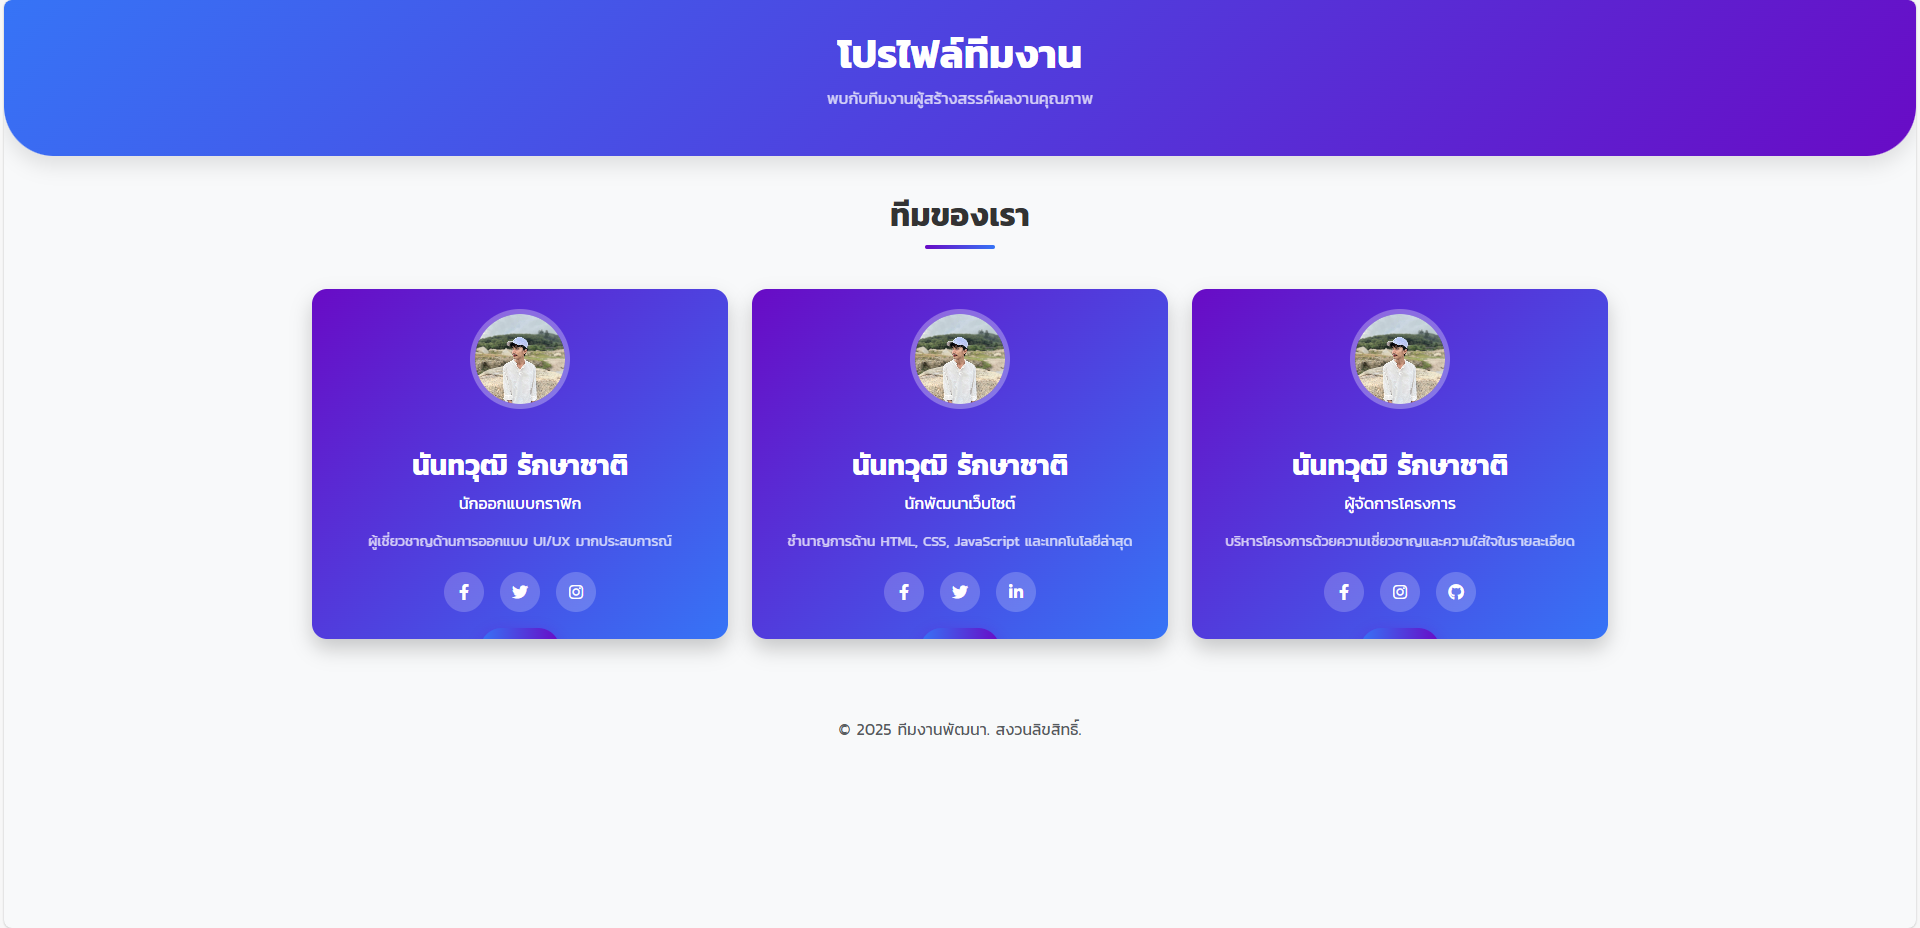 โปรไฟล์ทีมงาน
พบกับทีมงานผู้สร้างสรรค์ผลงานคุณภาพ
ทีมของเรา
นันทวุฒิ รักษาชาติ
นักออกแบบกราฟิก
ผู้เชี่ยวชาญด้านการออกแบบ UI/UX มากประสบการณ์
นันทวุฒิ รักษาชาติ
นักพัฒนาเว็บไซต์
ชำนาญการด้าน HTML, CSS, JavaScript และเทคโนโลยีล่าสุด
นันทวุฒิ รักษาชาติ
ผู้จัดการโครงการ
บริหารโครงการด้วยความเชี่ยวชาญและความใส่ใจในรายละเอียด
© 2025 ทีมงานพัฒนา. สงวนลิขสิทธิ์.